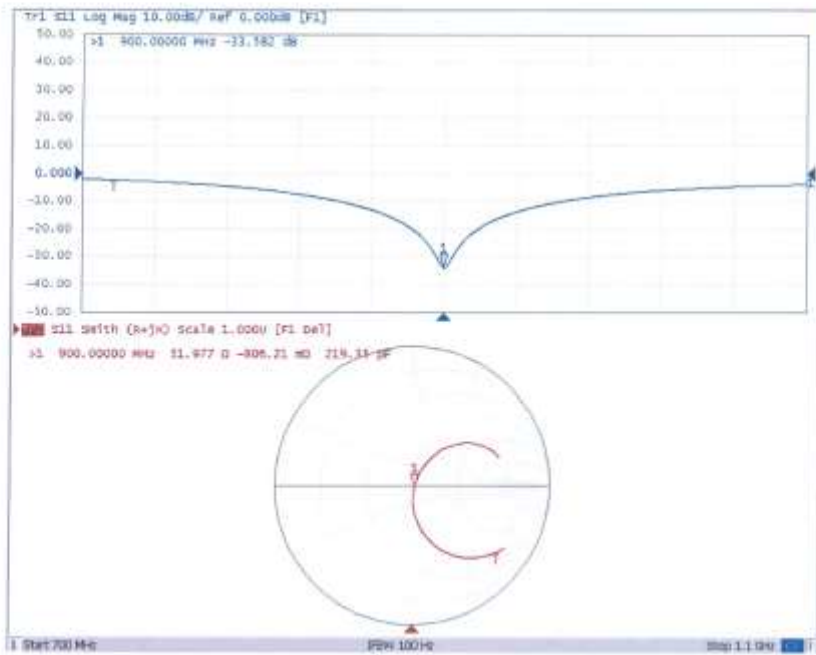 Tr1 S11 Log Mag 10.00dB/ Ref 0.000dB [F1]
50.00
>1 900.00000 MHz -33.582 dB
40.00
30.00
20.00
10.00
0.000
-10.00
-20.00
-30.00
-40.00
-50.00
S11 Smith (R+jX) Scale 1.000U [F1 Del]
>1 900.00000 MHz 51.977 Ω -806.21 mΩ 219.33 pF
1 Start 700 MHz IFBW 100 Hz Stop 1.1 GHz